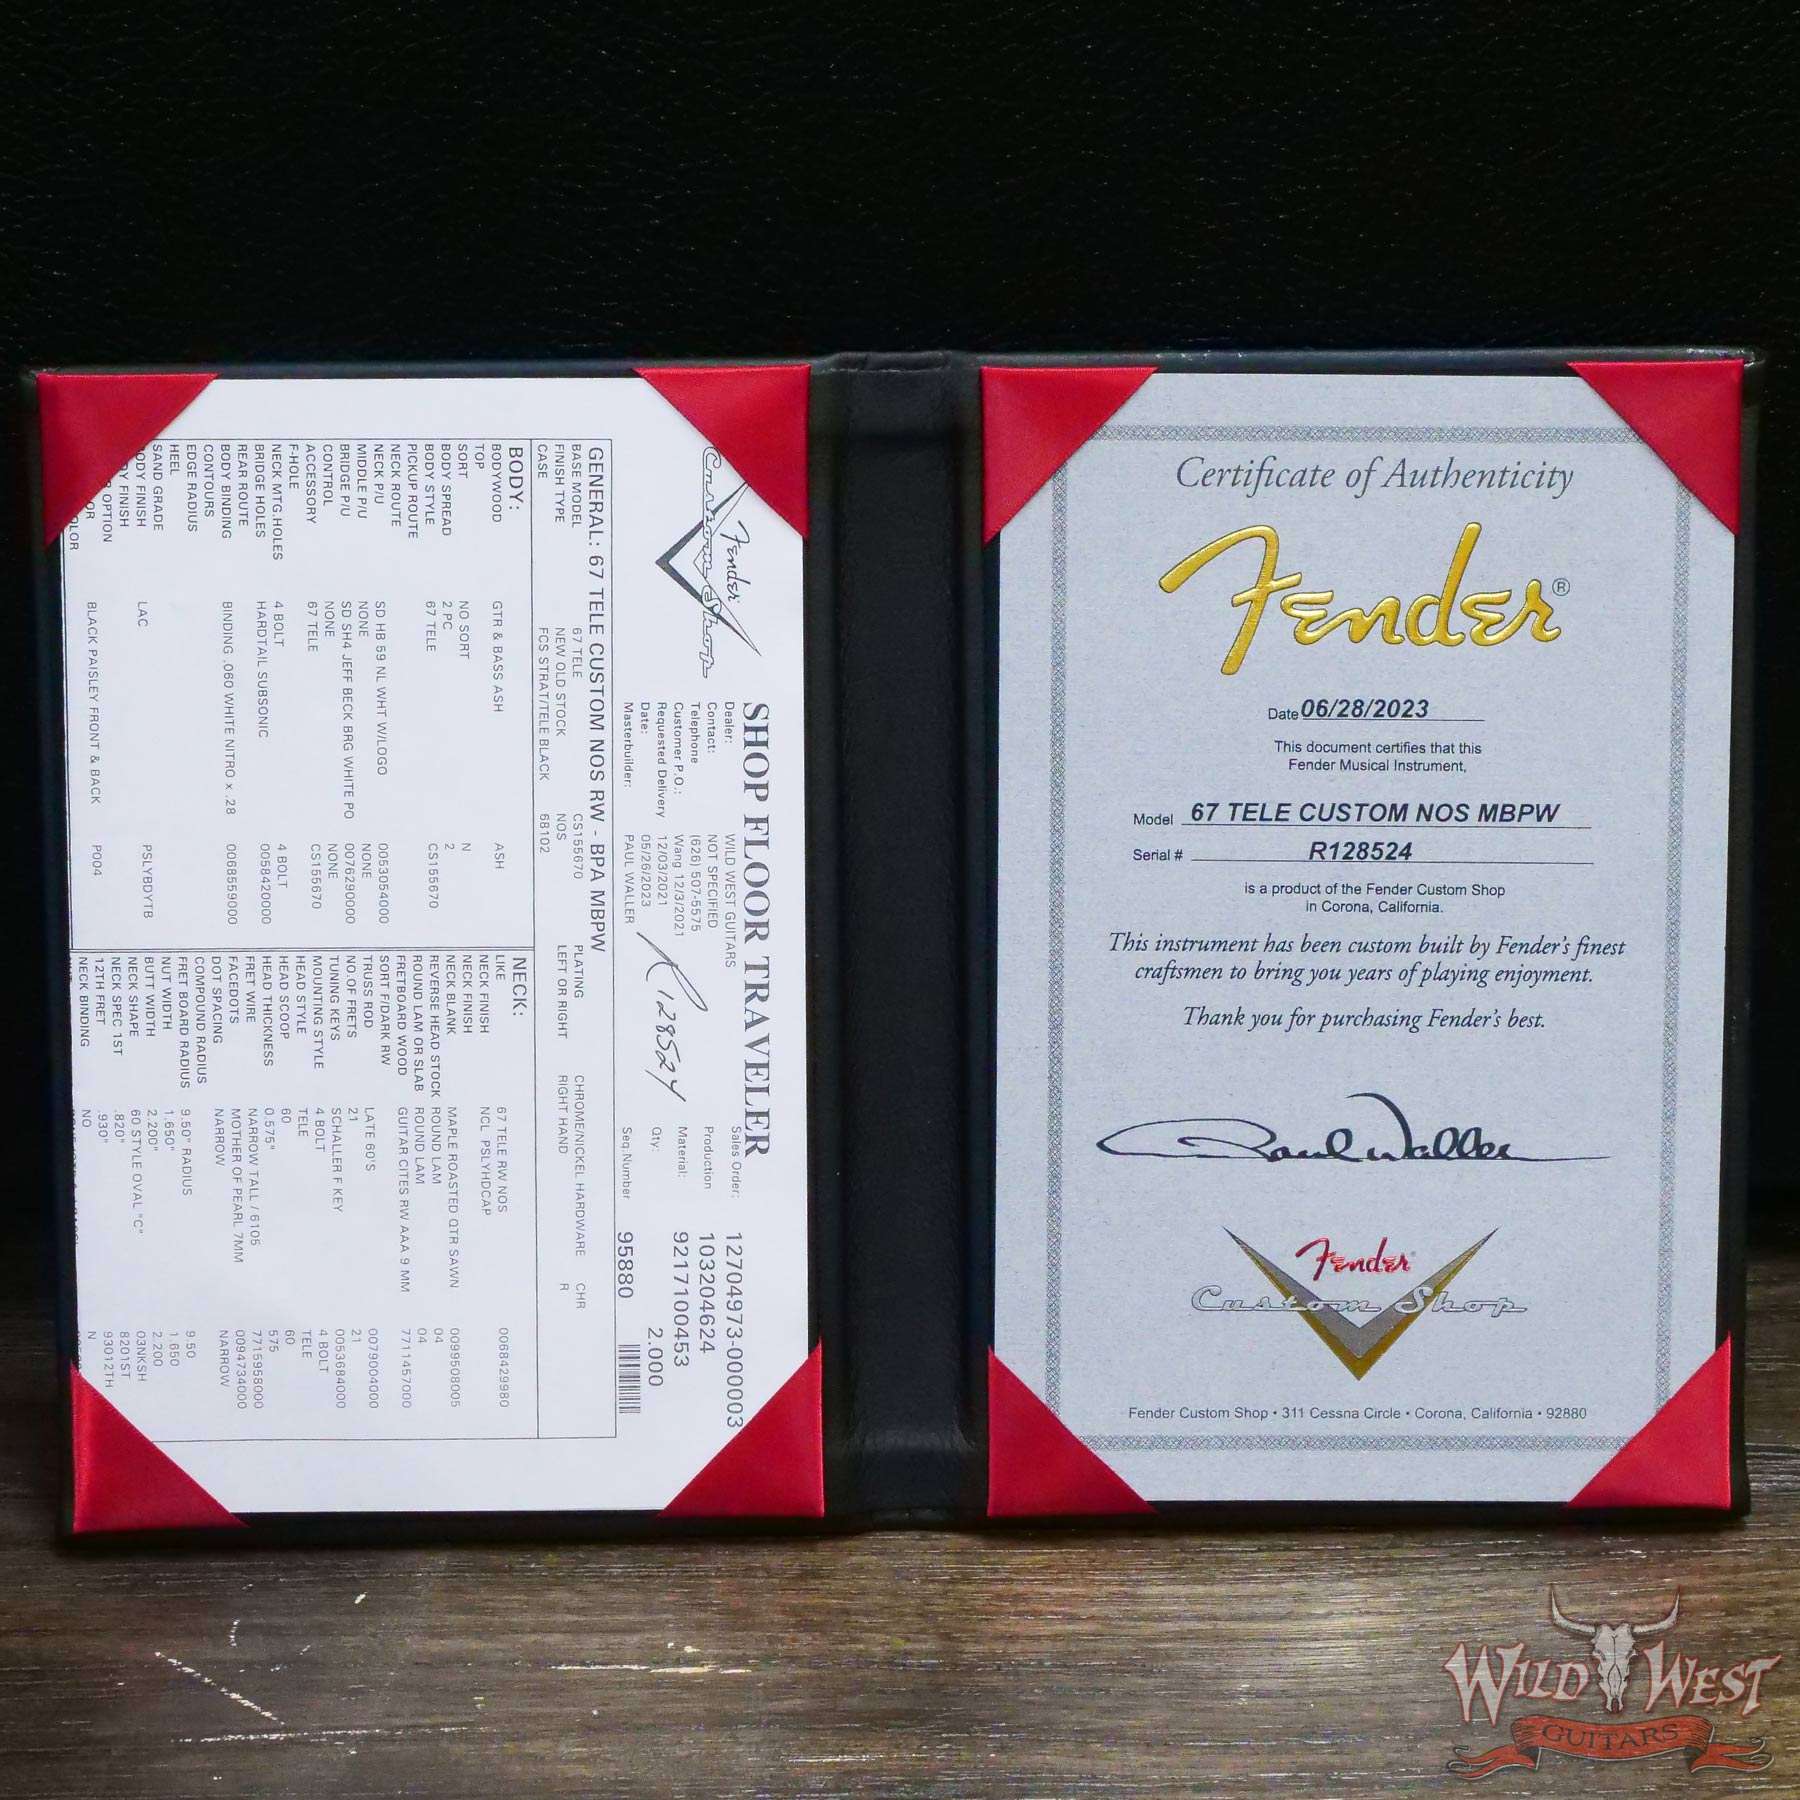 Fender
Custom Shop
SHOP FLOOR TRAVELER
Dealer: WILD WEST GUITARS
Contact: NOT SPECIFIED
Telephone (626) 507-5575
Customer P.O.: Wang 12/3/2021
Requested Delivery 12/03/2021
Date: 05/26/2023
Masterbuilder: PAUL WALLER
R128524
Sales Order: 12704973-000003
Production 103204624
Material: 9217100453
Qty: 2.000
Seq.Number 95880
GENERAL: 67 TELE CUSTOM NOS RW - BPA MBPW
BASE MODEL 67 TELE CS155670 PLATING CHROME/NICKEL HARDWARE CHR
FINISH TYPE NEW OLD STOCK NOS LEFT OR RIGHT RIGHT HAND R
CASE FCS STRAT/TELE BLACK 68102
BODY:
BODYWOOD GTR & BASS ASH ASH
TOP
SORT NO SORT N
BODY SPREAD 2 PC 2
BODY STYLE 67 TELE CS155670
PICKUP ROUTE
NECK ROUTE
NECK P/U SD HB 59 NL WHT W/LOGO 0053054000
MIDDLE P/U NONE NONE
BRIDGE P/U SD SH4 JEFF BECK BRG WHITE PO 0076290000
CONTROL NONE NONE
ACCESSORY 67 TELE CS155670
F-HOLE
NECK MTG.HOLES 4 BOLT 4 BOLT
BRIDGE HOLES HARDTAIL SUBSONIC 0058420000
REAR ROUTE
BODY BINDING BINDING .060 WHITE NITRO x .28 0068559000
CONTOURS
EDGE RADIUS
HEEL
SAND GRADE
ODY FINISH LAC PSLYBDYTB
DY FINISH
R OPTION
OR BLACK PAISLEY FRONT & BACK P004
OLOR
NECK:
LIKE 67 TELE RW NOS 0068429980
NECK FINISH NCL PSLYHDCAP
NECK FINISH
NECK BLANK MAPLE ROASTED QTR SAWN 0099508005
REVERSE HEAD STOCK ROUND LAM 04
ROUND LAM OR SLAB ROUND LAM 04
FRETBOARD WOOD GUITAR CITES RW AAA 9 MM 7711457000
SORT F/DARK RW
TRUSS ROD LATE 60'S 0079004000
NO.OF FRETS 21 21
TUNING KEYS SCHALLER F KEY 0053684000
MOUNTING STYLE 4 BOLT 4 BOLT
HEAD STYLE TELE TELE
HEAD SCOOP 60 60
HEAD THICKNESS 0.575" 575
FRET WIRE NARROW TALL / 6105 7715958000
FACEDOTS MOTHER OF PEARL 7MM 0094734000
DOT SPACING NARROW NARROW
COMPOUND RADIUS
FRET BOARD RADIUS 9.50" RADIUS 9.50
NUT WIDTH 1.650" 1.650
BUTT WIDTH 2.200" 2.200
NECK SHAPE 60 STYLE OVAL "C" 03NKSH
NECK SPEC 1ST .820" 8201ST
12TH FRET .930" 93012TH
NECK BINDING NO N
Certificate of Authenticity
Fender®
Date 06/28/2023
This document certifies that this
Fender Musical Instrument,
Model 67 TELE CUSTOM NOS MBPW
Serial # R128524
is a product of the Fender Custom Shop
in Corona, California.
This instrument has been custom built by Fender's finest
craftsmen to bring you years of playing enjoyment.
Thank you for purchasing Fender's best.
Paul Waller
Fender
Custom Shop
Fender Custom Shop • 311 Cessna Circle • Corona, California • 92880
WILD WEST
GUITARS